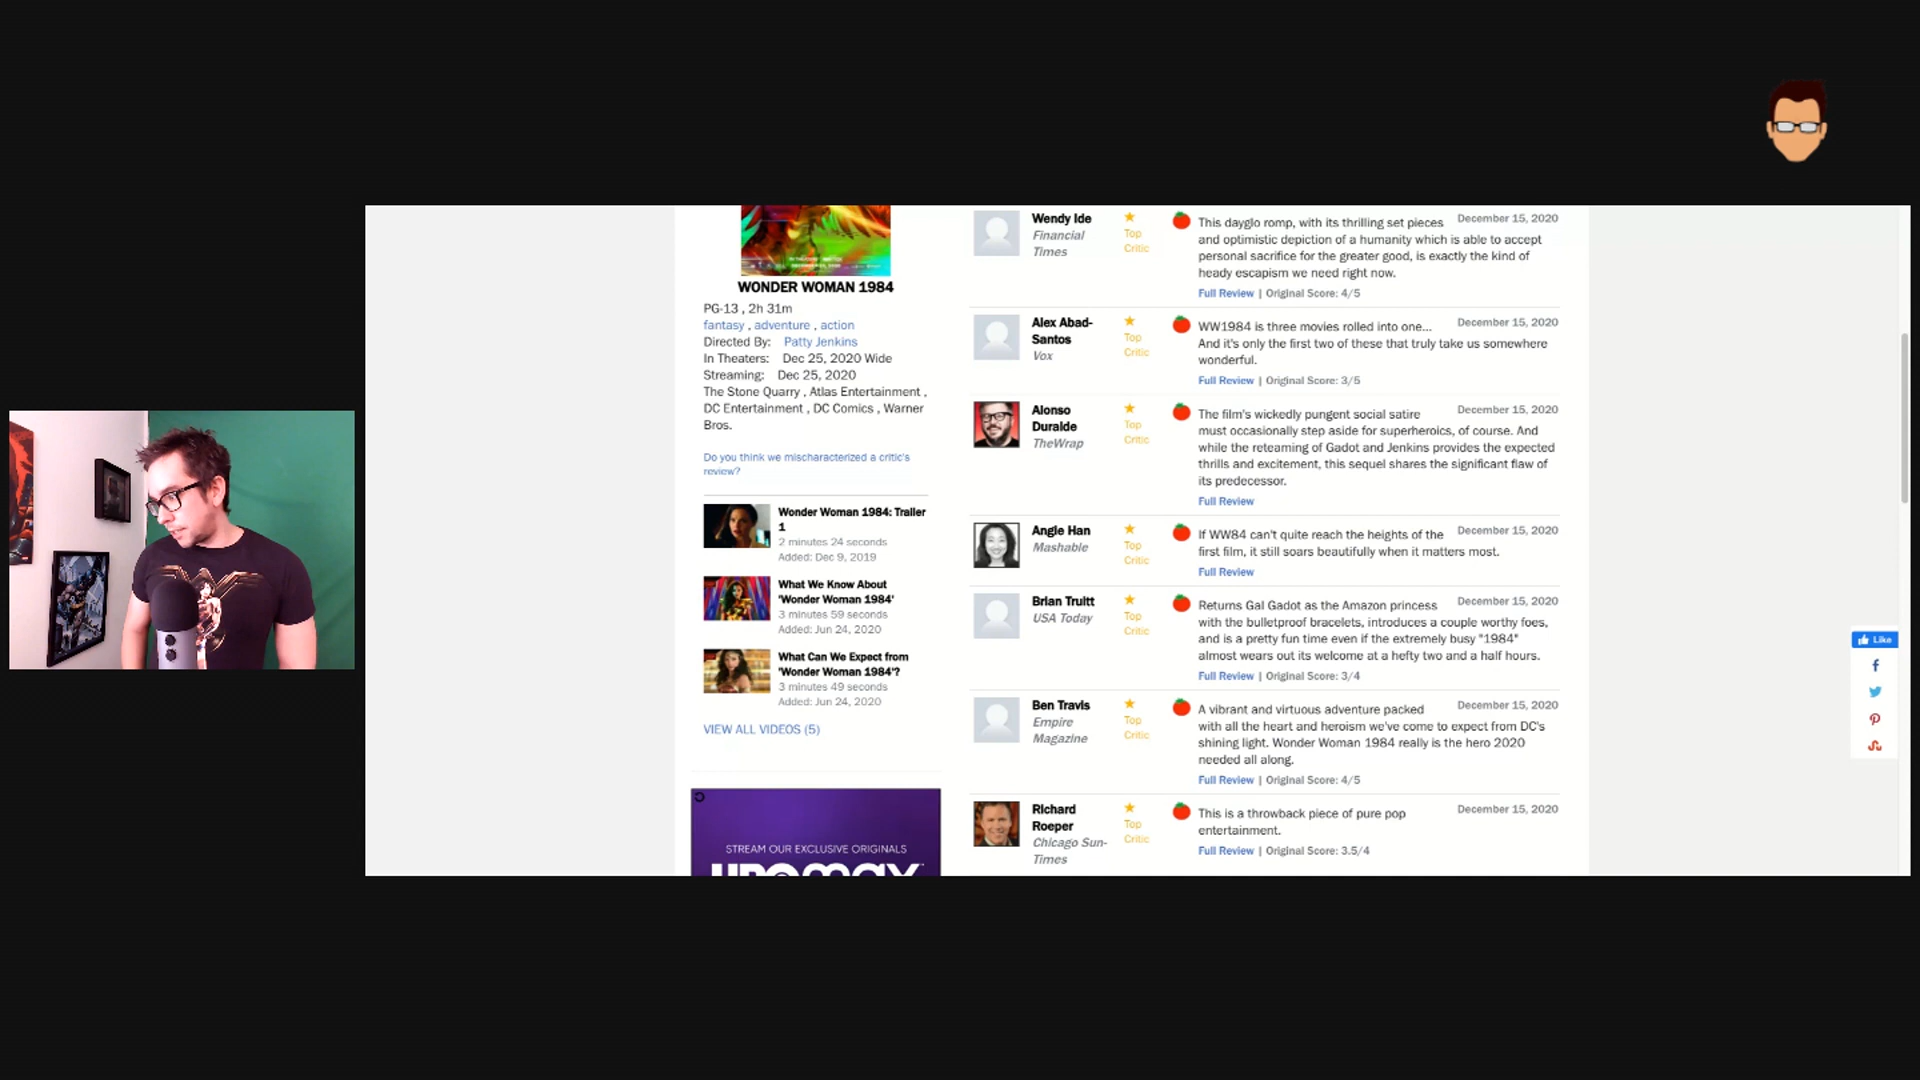 WONDER WOMAN 1984
PG-13 , 2h 31m
fantasy , adventure , action
Directed By: Patty Jenkins
In Theaters: Dec 25, 2020 Wide
Streaming: Dec 25, 2020
The Stone Quarry , Atlas Entertainment ,
DC Entertainment , DC Comics , Warner
Bros.
Do you think we mischaracterized a critic's
review?
Wonder Woman 1984: Trailer
1
2 minutes 24 seconds
Added: Dec 9, 2019
What We Know About
'Wonder Woman 1984'
3 minutes 59 seconds
Added: Jun 24, 2020
What Can We Expect from
'Wonder Woman 1984'?
3 minutes 49 seconds
Added: Jun 24, 2020
VIEW ALL VIDEOS (5)
STREAM OUR EXCLUSIVE ORIGINALS
HBO max
Wendy Ide
Financial
Times
Top
Critic
December 15, 2020
This dayglo romp, with its thrilling set pieces
and optimistic depiction of a humanity which is able to accept
personal sacrifice for the greater good, is exactly the kind of
heady escapism we need right now.
Full Review | Original Score: 4/5
Alex Abad-
Santos
Vox
Top
Critic
December 15, 2020
WW1984 is three movies rolled into one...
And it's only the first two of these that truly take us somewhere
wonderful.
Full Review | Original Score: 3/5
Alonso
Duralde
TheWrap
Top
Critic
December 15, 2020
The film's wickedly pungent social satire
must occasionally step aside for superheroics, of course. And
while the reteaming of Gadot and Jenkins provides the expected
thrills and excitement, this sequel shares the significant flaw of
its predecessor.
Full Review
Angie Han
Mashable
Top
Critic
December 15, 2020
If WW84 can't quite reach the heights of the
first film, it still soars beautifully when it matters most.
Full Review
Brian Truitt
USA Today
Top
Critic
December 15, 2020
Returns Gal Gadot as the Amazon princess
with the bulletproof bracelets, introduces a couple worthy foes,
and is a pretty fun time even if the extremely busy "1984"
almost wears out its welcome at a hefty two and a half hours.
Full Review | Original Score: 3/4
Ben Travis
Empire
Magazine
Top
Critic
December 15, 2020
A vibrant and virtuous adventure packed
with all the heart and heroism we've come to expect from DC's
shining light. Wonder Woman 1984 really is the hero 2020
needed all along.
Full Review | Original Score: 4/5
Richard
Roeper
Chicago Sun-
Times
Top
Critic
December 15, 2020
This is a throwback piece of pure pop
entertainment.
Full Review | Original Score: 3.5/4
Like